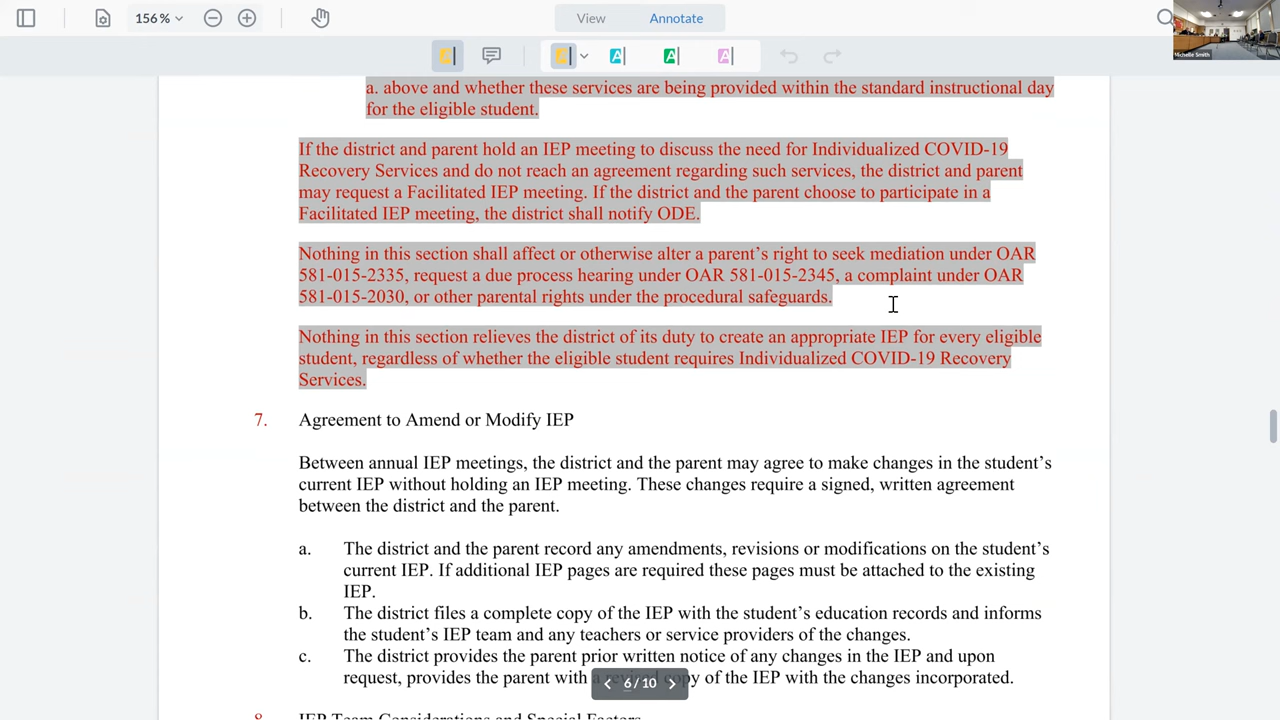 156 %
View
Annotate
Michelle Smith
a. above and whether these services are being provided within the standard instructional day
for the eligible student.
If the district and parent hold an IEP meeting to discuss the need for Individualized COVID-19
Recovery Services and do not reach an agreement regarding such services, the district and parent
may request a Facilitated IEP meeting. If the district and the parent choose to participate in a
Facilitated IEP meeting, the district shall notify ODE.
Nothing in this section shall affect or otherwise alter a parent’s right to seek mediation under OAR
581-015-2335, request a due process hearing under OAR 581-015-2345, a complaint under OAR
581-015-2030, or other parental rights under the procedural safeguards.
Nothing in this section relieves the district of its duty to create an appropriate IEP for every eligible
student, regardless of whether the eligible student requires Individualized COVID-19 Recovery
Services.
7. Agreement to Amend or Modify IEP
Between annual IEP meetings, the district and the parent may agree to make changes in the student’s
current IEP without holding an IEP meeting. These changes require a signed, written agreement
between the district and the parent.
a. The district and the parent record any amendments, revisions or modifications on the student’s
current IEP. If additional IEP pages are required these pages must be attached to the existing
IEP.
b. The district files a complete copy of the IEP with the student’s education records and informs
the student’s IEP team and any teachers or service providers of the changes.
c. The district provides the parent prior written notice of any changes in the IEP and upon
request, provides the parent with a revised copy of the IEP with the changes incorporated.
6 / 10
8. IEP Team Considerations and Special Factors